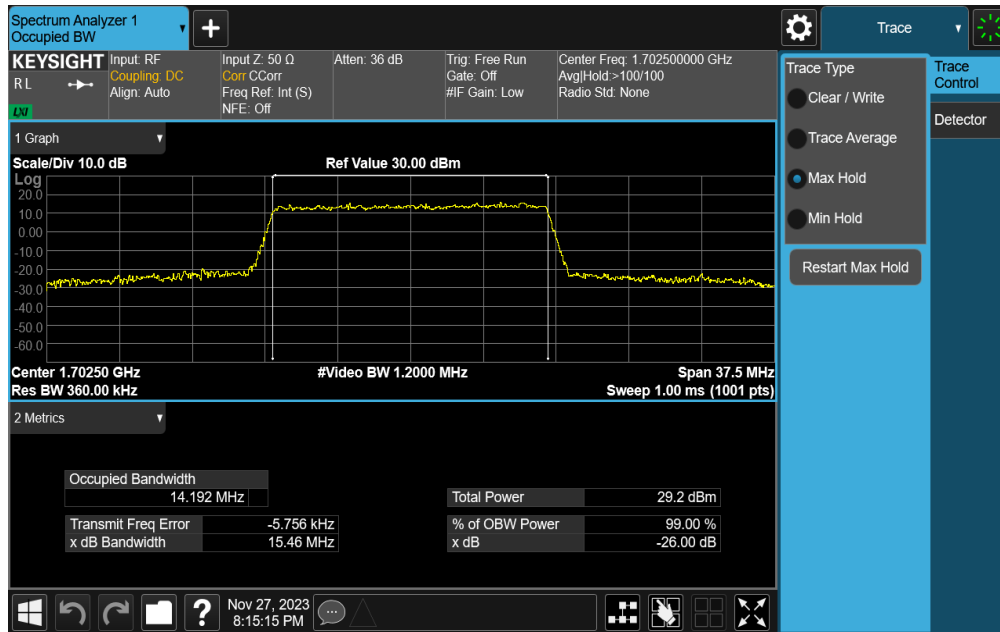 Spectrum Analyzer 1
Occupied BW
+
Trace
KEYSIGHT
R L
LXI
Input: RF
Coupling: DC
Align: Auto
Input Z: 50 Ω
Corr CCorr
Freq Ref: Int (S)
NFE: Off
Atten: 36 dB
Trig: Free Run
Gate: Off
#IF Gain: Low
Center Freq: 1.702500000 GHz
Avg|Hold:>100/100
Radio Std: None
Trace Type
Clear / Write
Trace Average
Max Hold
Min Hold
Restart Max Hold
Trace
Control
Detector
1 Graph
Scale/Div 10.0 dB
Ref Value 30.00 dBm
Log
20.0
10.0
0.00
-10.0
-20.0
-30.0
-40.0
-50.0
-60.0
Center 1.70250 GHz
#Video BW 1.2000 MHz
Span 37.5 MHz
Res BW 360.00 kHz
Sweep 1.00 ms (1001 pts)
2 Metrics
Occupied Bandwidth
14.192 MHz
Total Power 29.2 dBm
Transmit Freq Error -5.756 kHz
% of OBW Power 99.00 %
x dB Bandwidth 15.46 MHz
x dB -26.00 dB
?
Nov 27, 2023
8:15:15 PM